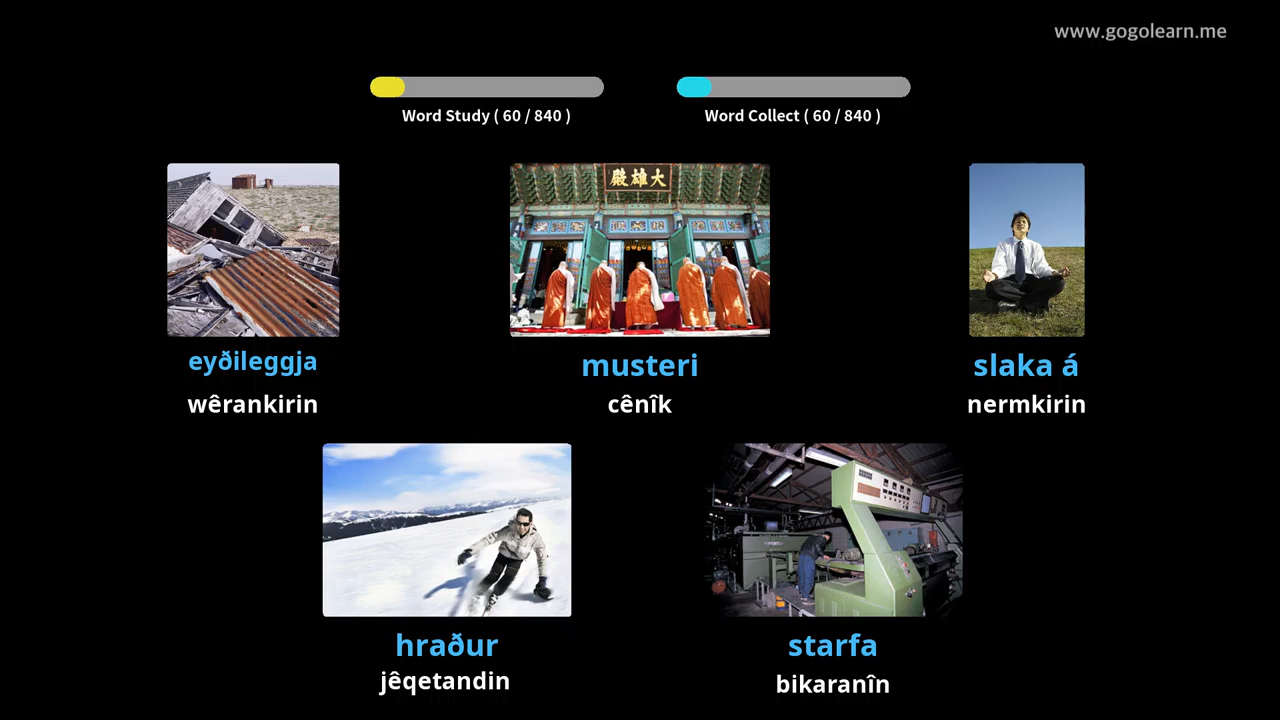 www.gogolearn.me
Word Study ( 60 / 840 )
Word Collect ( 60 / 840 )
大雄殿
eyðileggja
wêrankirin
musteri
cênîk
slaka á
nermkirin
hraður
jêqetandin
starfa
bikaranîn